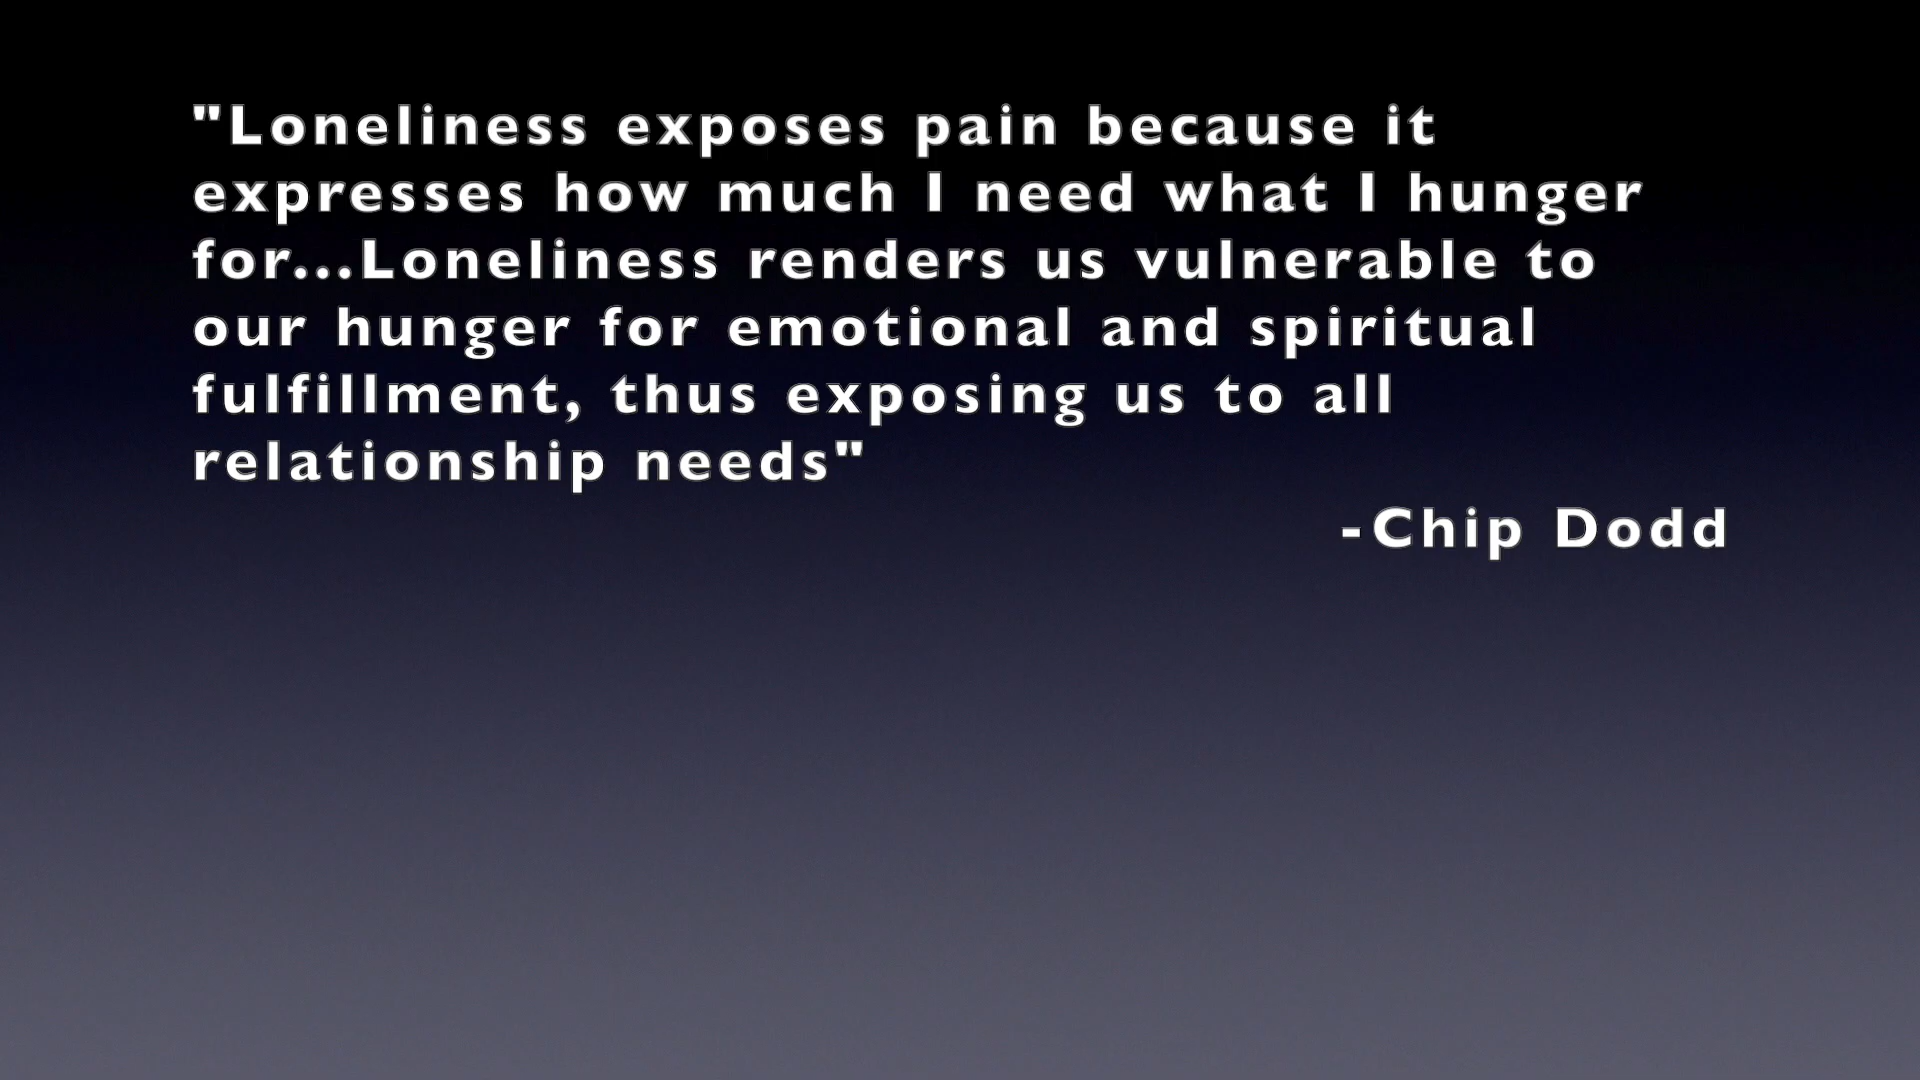 "Loneliness exposes pain because it
expresses how much I need what I hunger
for...Loneliness renders us vulnerable to
our hunger for emotional and spiritual
fulfillment, thus exposing us to all
relationship needs"
-Chip Dodd